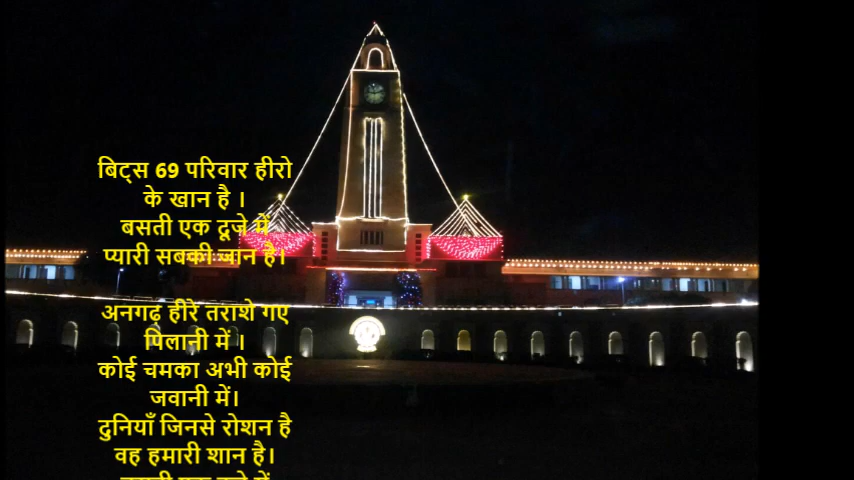 बिट्स 69 परिवार हीरो
के खान है ।
बसती एक दूज़े में
प्यारी सबकी जान है।
अनगढ़ हीरे तराशे गए
पिलानी में ।
कोई चमका अभी कोई
जवानी में।
दुनियाँ जिनसे रोशन है
वह हमारी शान है।